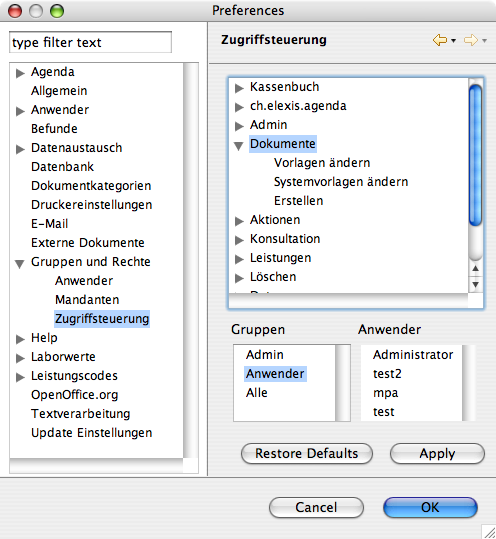 Preferences
type filter text
Agenda
Allgemein
Anwender
Befunde
Datenaustausch
Datenbank
Dokumentkategorien
Druckereinstellungen
E-Mail
Externe Dokumente
Gruppen und Rechte
Anwender
Mandanten
Zugriffsteuerung
Help
Laborwerte
Leistungscodes
OpenOffice.org
Textverarbeitung
Update Einstellungen
Zugriffsteuerung
Kassenbuch
ch.elexis.agenda
Admin
Dokumente
Vorlagen ändern
Systemvorlagen ändern
Erstellen
Aktionen
Konsultation
Leistungen
Löschen
Gruppen
Admin
Anwender
Alle
Anwender
Administrator
test2
mpa
test
Restore Defaults
Apply
Cancel
OK